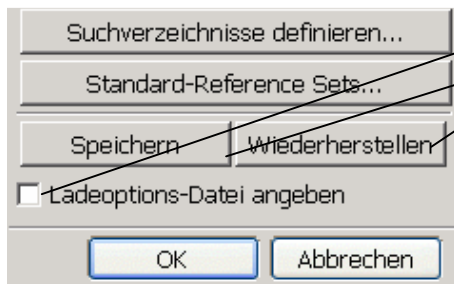 Suchverzeichnisse definieren...
Standard-Reference Sets...
Speichern Wiederherstellen
Ladeoptions-Datei angeben
OK Abbrechen